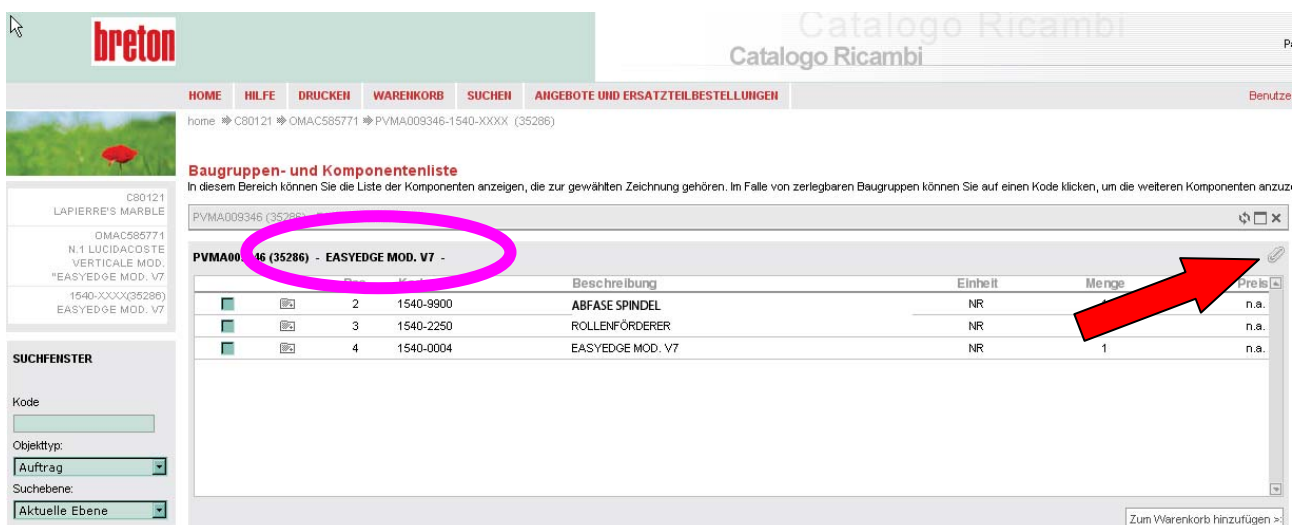 breton
Catalogo Ricambi
Catalogo Ricambi
HOME HILFE DRUCKEN WARENKORB SUCHEN ANGEBOTE UND ERSATZTEILBESTELLUNGEN Benutze
home C80121 OMAC585771 PVMA009346-1540-XXXX (35286)
Baugruppen- und Komponentenliste
In diesem Bereich können Sie die Liste der Komponenten anzeigen, die zur gewählten Zeichnung gehören. Im Falle von zerlegbaren Baugruppen können Sie auf einen Kode klicken, um die weiteren Komponenten anzuz
C80121
LAPIERRE'S MARBLE
OMAC585771
N.1 LUCIDACOSTE
VERTICALE MOD.
"EASYEDGE MOD. V7
1540-XXXX(35286)
EASYEDGE MOD. V7
SUCHFENSTER
Kode
Objekttyp:
Auftrag
Suchebene:
Aktuelle Ebene
PVMA009346 (35286)
(35286) - EASYEDGE MOD. V7 -
Beschreibung Einheit Menge Preis
2 1540-9900 ABFASE SPINDEL NR n.a.
3 1540-2250 ROLLENFÖRDERER NR n.a.
4 1540-0004 EASYEDGE MOD. V7 NR 1 n.a.
Zum Warenkorb hinzufügen >